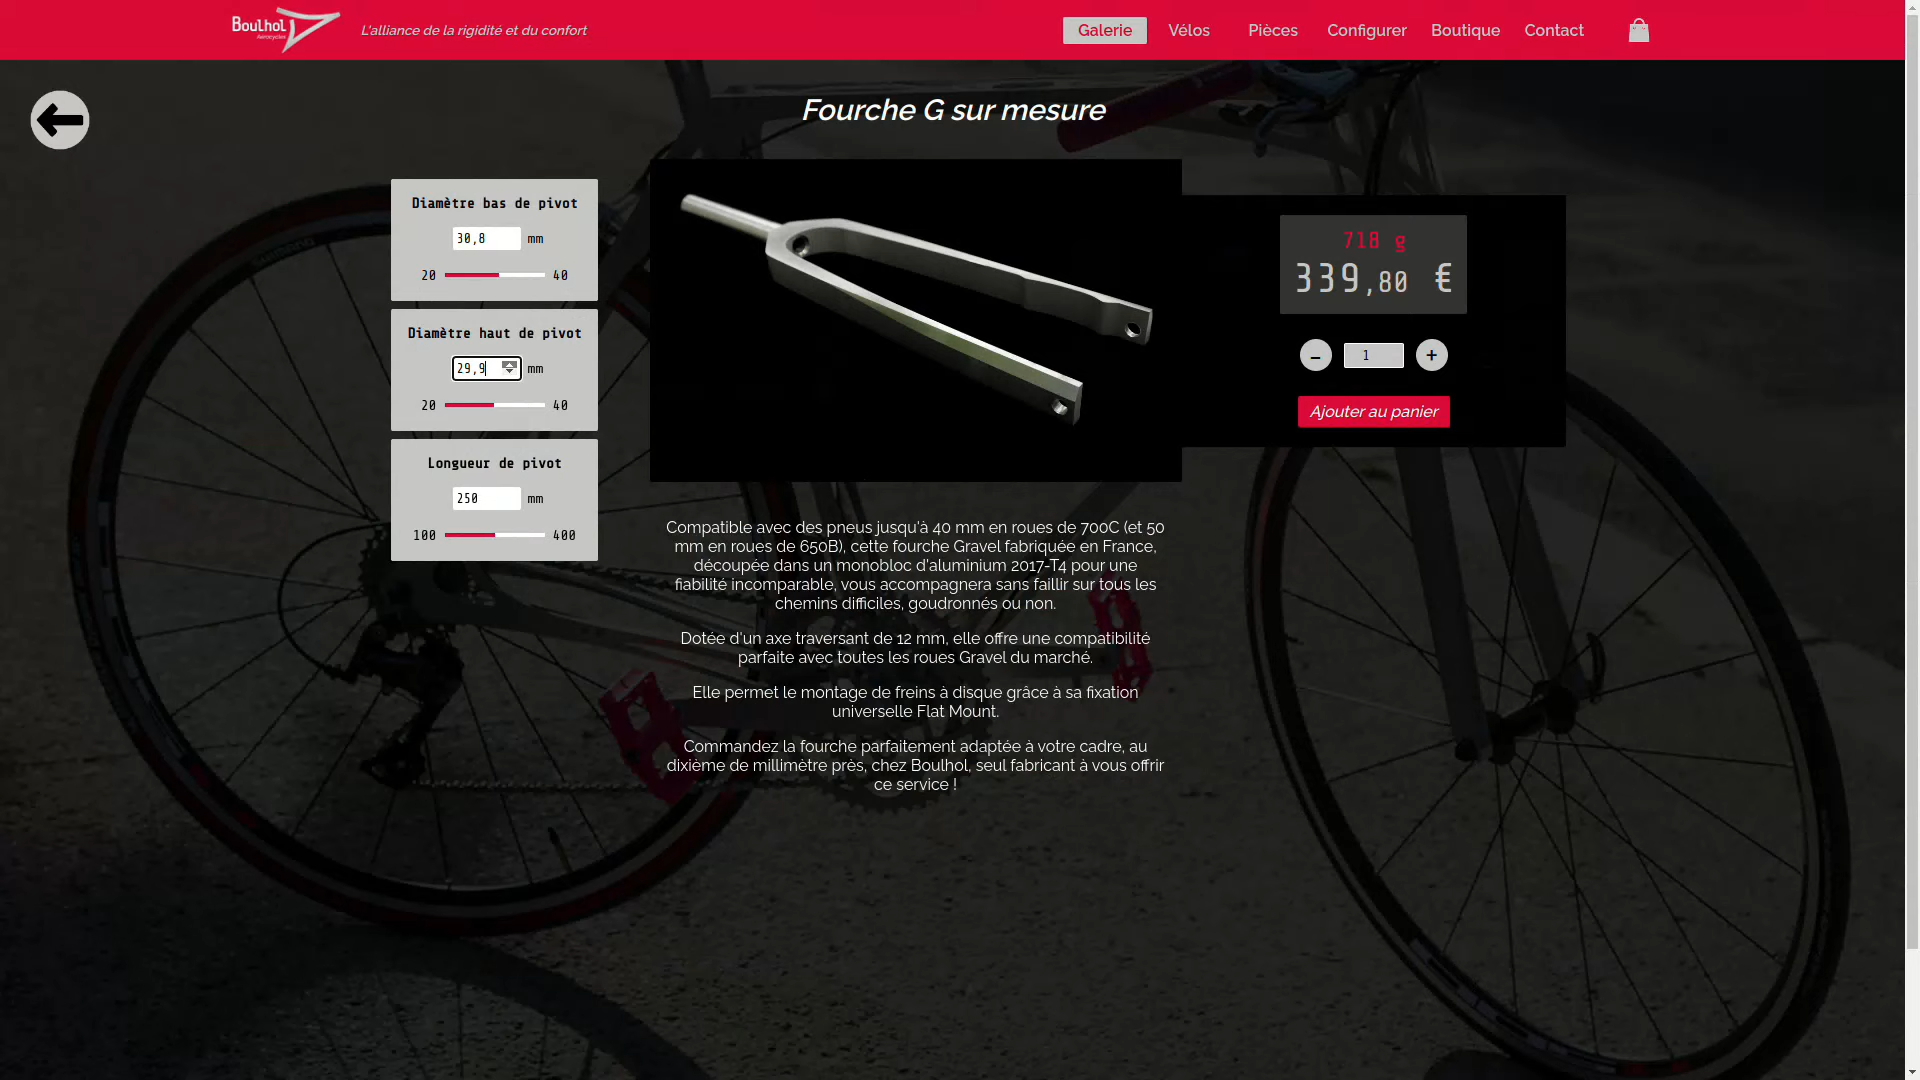 Boulhol
Aérocycles
L'alliance de la rigidité et du confort
Galerie
Vélos
Pièces
Configurer
Boutique
Contact
Fourche G sur mesure
Diamètre bas de pivot
30,8 mm
20 40
Diamètre haut de pivot
29,9 mm
20 40
Longueur de pivot
250 mm
100 400
718 g
339,80 €
– 1 +
Ajouter au panier
Compatible avec des pneus jusqu'à 40 mm en roues de 700C (et 50
mm en roues de 650B), cette fourche Gravel fabriquée en France,
découpée dans un monobloc d'aluminium 2017-T4 pour une
fiabilité incomparable, vous accompagnera sans faillir sur tous les
chemins difficiles, goudronnés ou non.
Dotée d'un axe traversant de 12 mm, elle offre une compatibilité
parfaite avec toutes les roues Gravel du marché.
Elle permet le montage de freins à disque grâce à sa fixation
universelle Flat Mount.
Commandez la fourche parfaitement adaptée à votre cadre, au
dixième de millimètre près, chez Boulhol, seul fabricant à vous offrir
ce service !